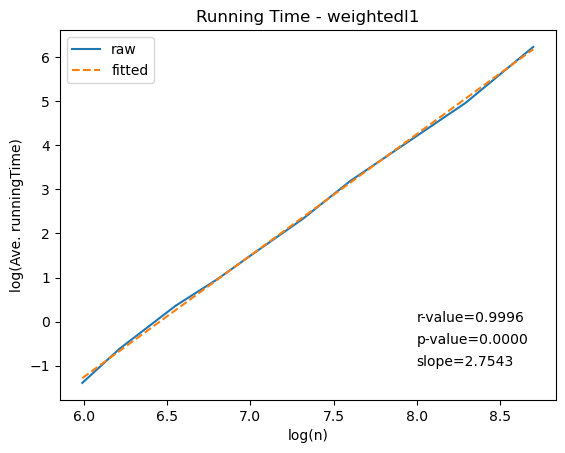 Running Time - weightedl1
raw
fitted
log(Ave. runningTime)
6
5
4
3
2
1
0
−1
r-value=0.9996
p-value=0.0000
slope=2.7543
6.0 6.5 7.0 7.5 8.0 8.5
log(n)